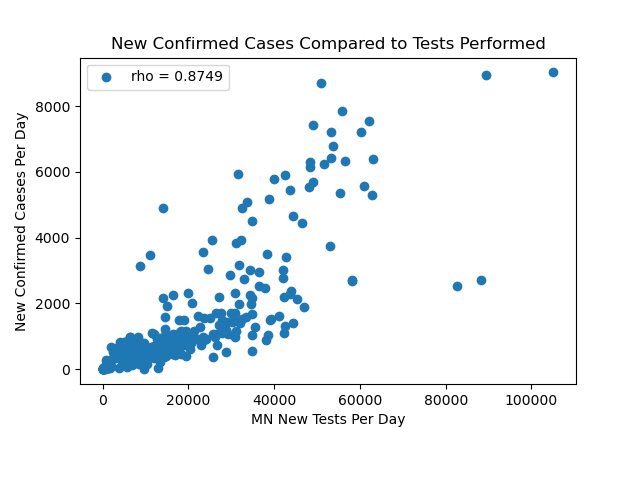 New Confirmed Cases Compared to Tests Performed
rho = 0.8749
New Confirmed Caeses Per Day
8000
6000
4000
2000
0
0 20000 40000 60000 80000 100000
MN New Tests Per Day